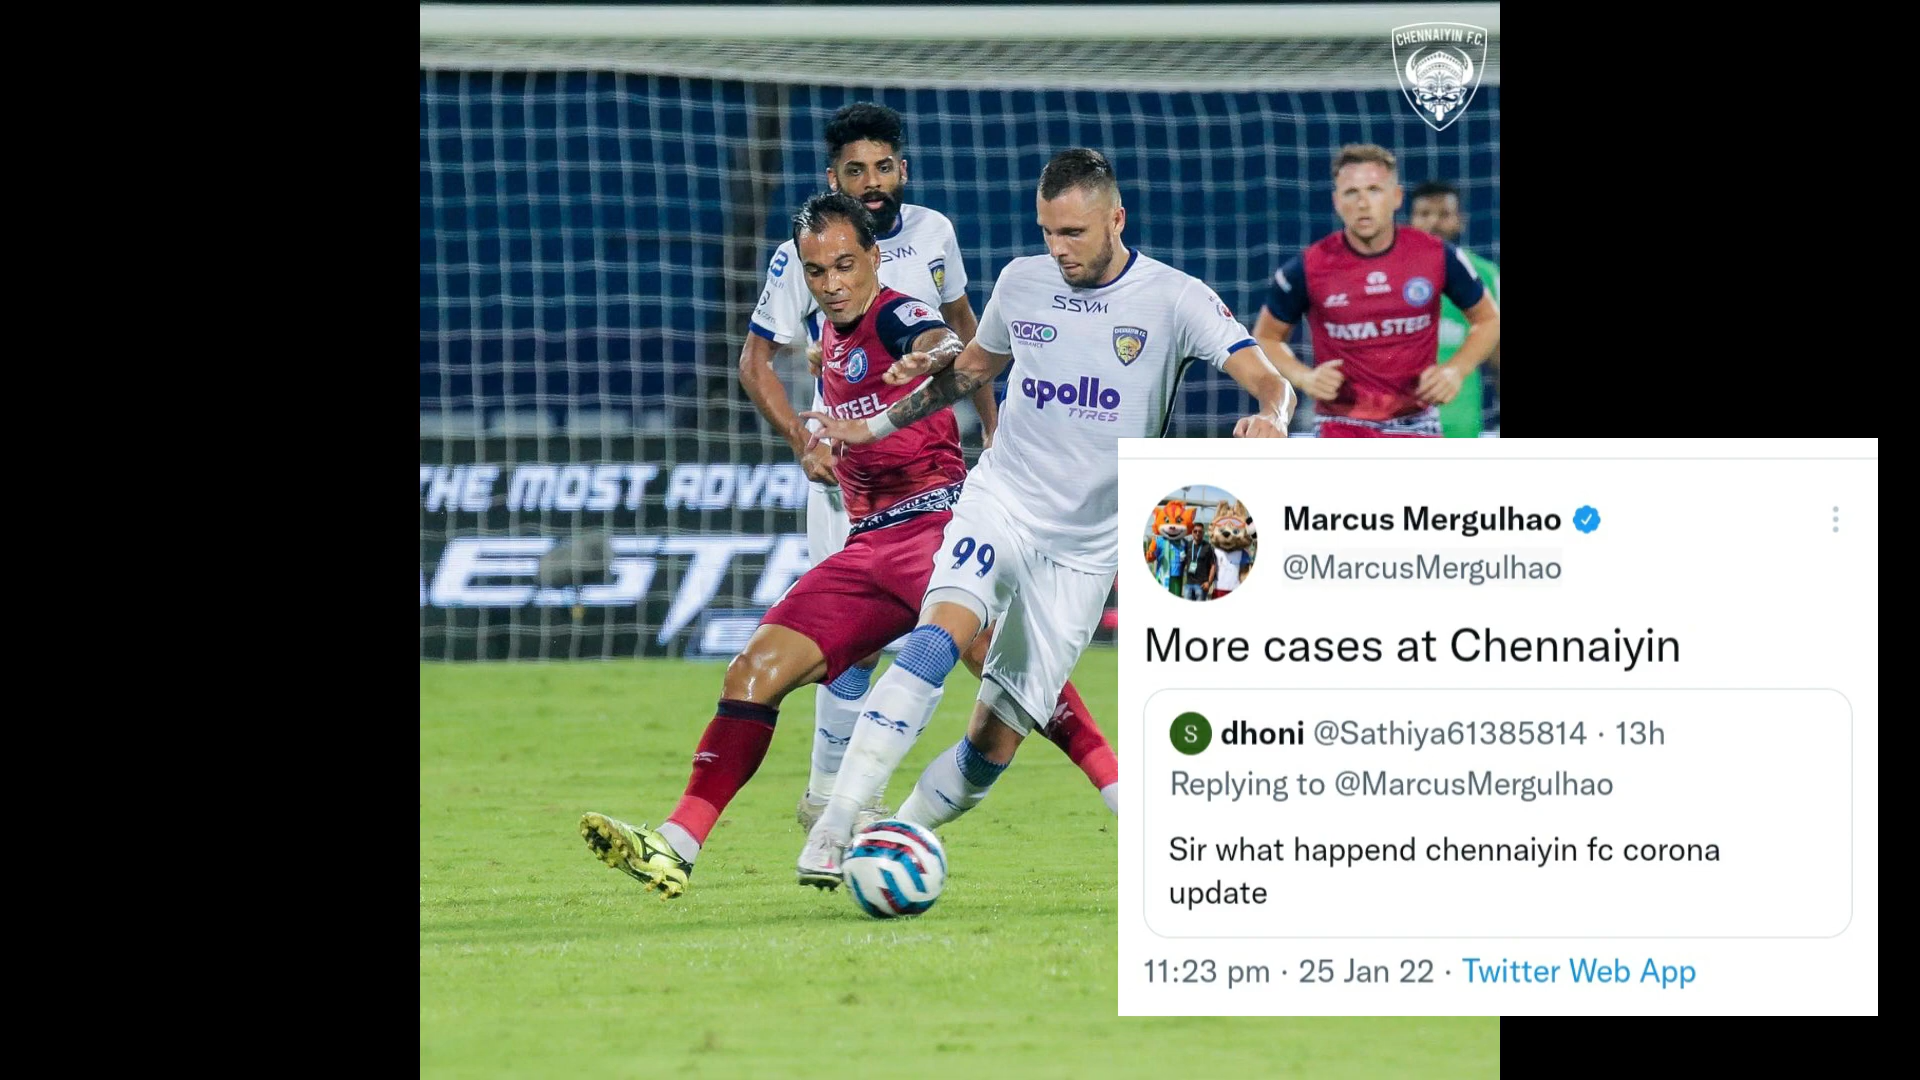 CHENNAIYIN F.C.
SSVM
SSVM
ACKO
apollo
TYRES
STEEL
TATA STEEL
99
THE MOST ADVA
Marcus Mergulhao
@MarcusMergulhao
More cases at Chennaiyin
S dhoni @Sathiya61385814 · 13h
Replying to @MarcusMergulhao
Sir what happend chennaiyin fc corona
update
11:23 pm · 25 Jan 22 · Twitter Web App